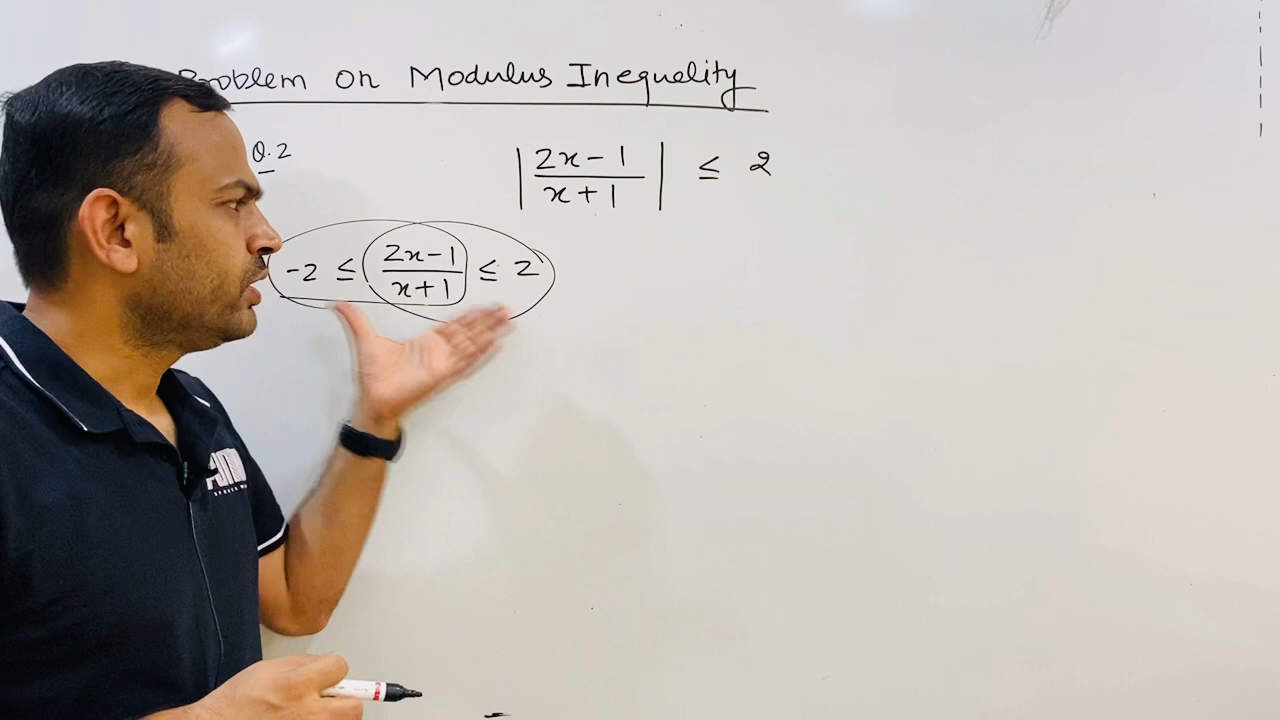 Problem on Modulus Inequality
Q.2
|(2x-1)/(x+1)| ≤ 2
-2 ≤ (2x-1)/(x+1) ≤ 2